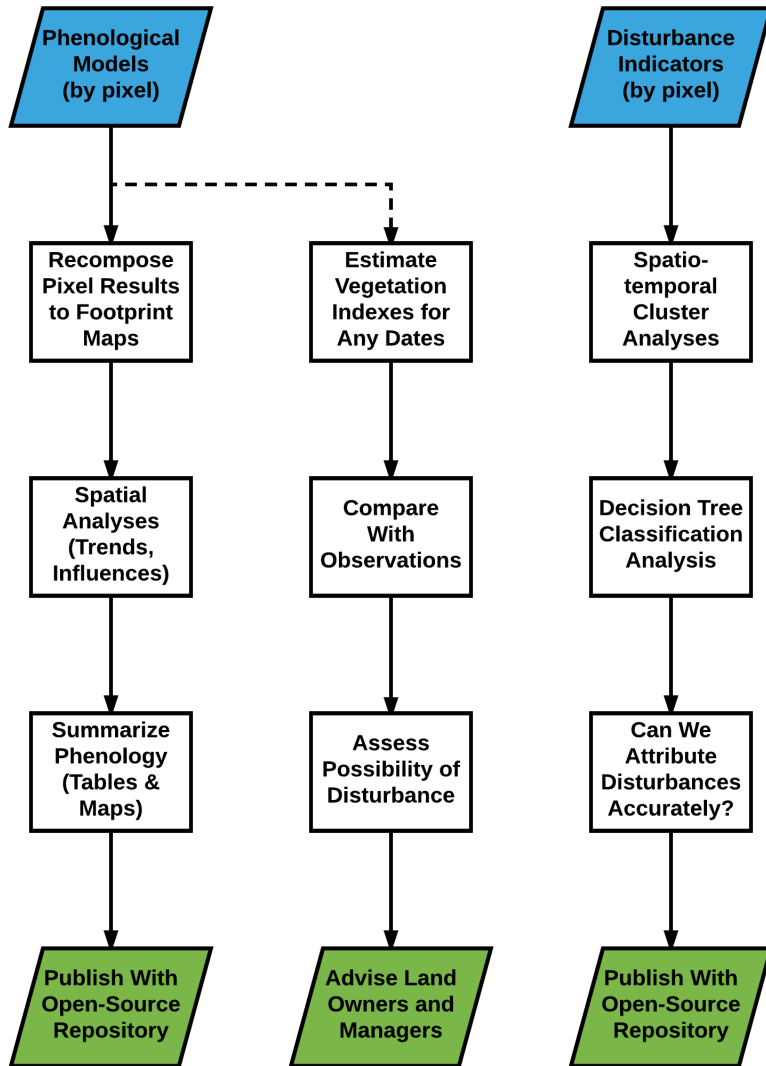 Phenological
Models
(by pixel)
Disturbance
Indicators
(by pixel)
Recompose
Pixel Results
to Footprint
Maps
Estimate
Vegetation
Indexes for
Any Dates
Spatio-
temporal
Cluster
Analyses
Spatial
Analyses
(Trends,
Influences)
Compare
With
Observations
Decision Tree
Classification
Analysis
Summarize
Phenology
(Tables &
Maps)
Assess
Possibility of
Disturbance
Can We
Attribute
Disturbances
Accurately?
Publish With
Open-Source
Repository
Advise Land
Owners and
Managers
Publish With
Open-Source
Repository